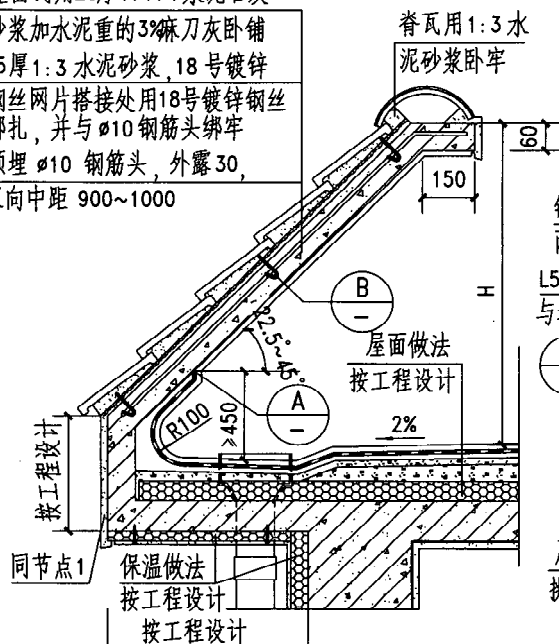 砂浆加水泥重的3%麻刀灰卧铺
5厚1:3水泥砂浆,18号镀锌
钢丝网片搭接处用18号镀锌钢丝
绑扎,并与ø10钢筋头绑牢
预埋ø10 钢筋头,外露30,
双向中距 900~1000
脊瓦用1:3水
泥砂浆卧牢
60
150
H
B
–
22.5°~45°
屋面做法
按工程设计
A
–
R100
≥450
2%
按工程设计
L5
同节点1
保温做法
按工程设计
按工程设计